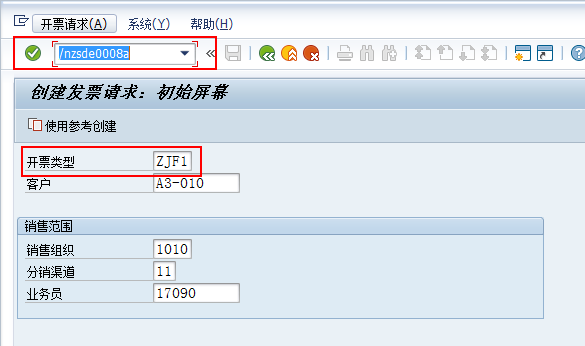 开票请求(A) 系统(Y) 帮助(H)
/nzsde0008a
创建发票请求: 初始屏幕
使用参考创建
开票类型 ZJF1
客户 A3-010
销售范围
销售组织 1010
分销渠道 11
业务员 17090